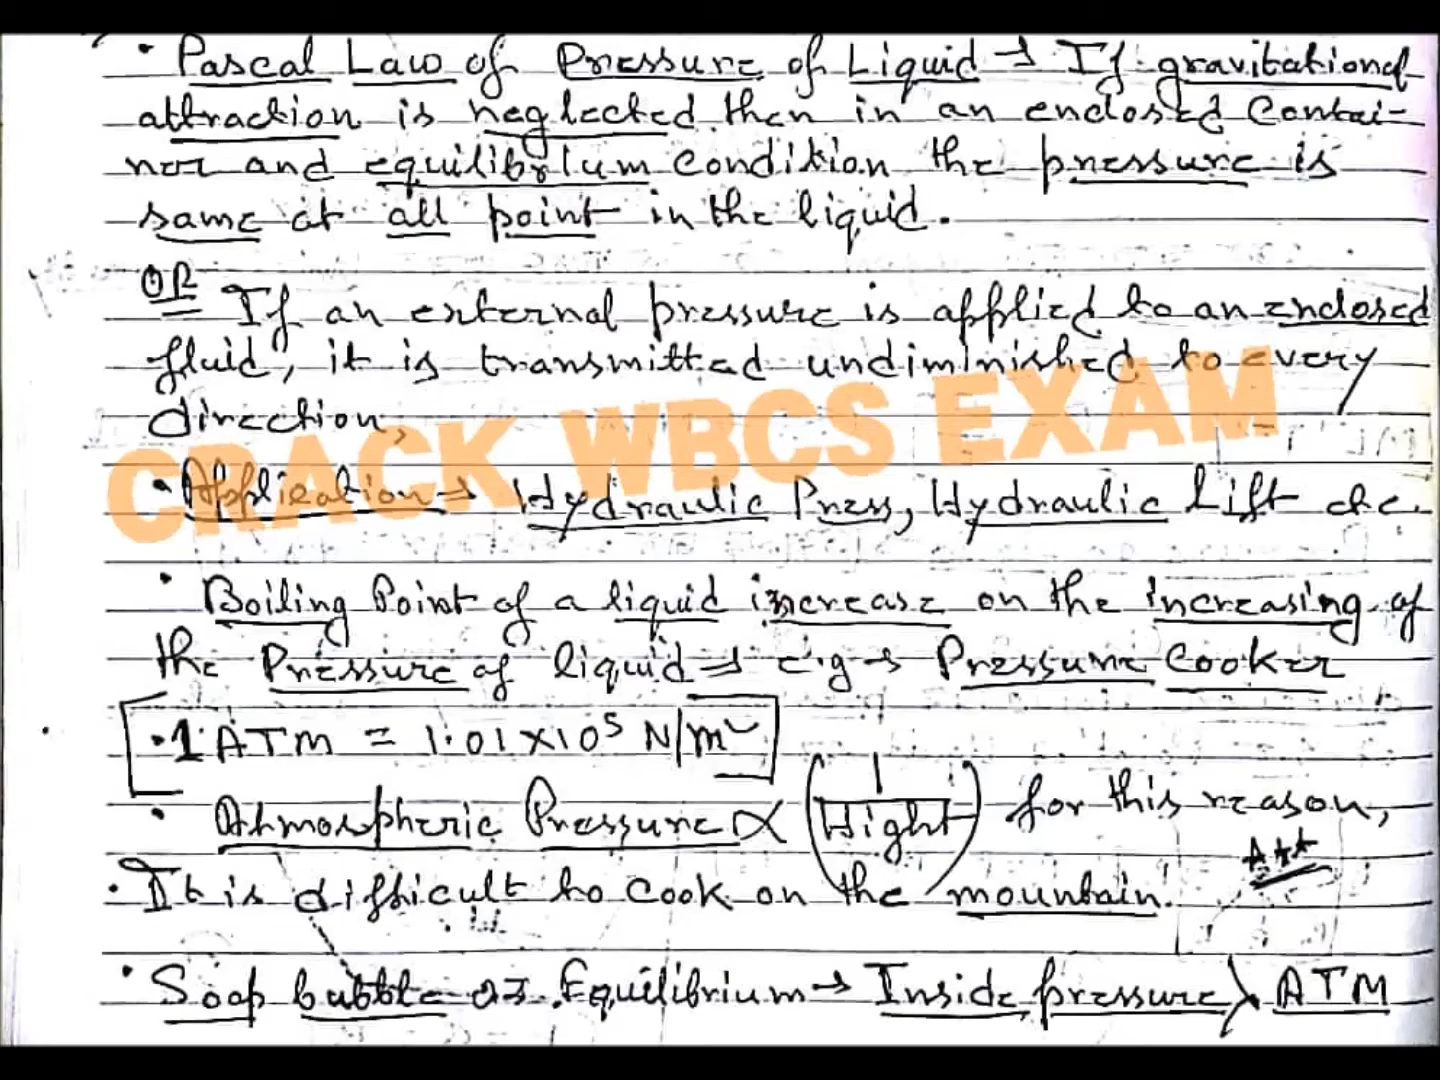 • Pascal Law of Pressure of Liquid → If gravitational
attraction is neglected then in an enclosed Contai-
ner and equilibrium condition the pressure is
same at all point in the liquid.
OR
If an external pressure is applied to an enclosed
fluid, it is transmitted undiminished to every
direction,
CRACK WBCS EXAM
• Application → Hydraulic Press, Hydraulic Lift etc.
• Boiling Point of a liquid increase on the increasing of
the Pressure of liquid → e.g → Pressure Cooker
• 1 ATM = 1.01 X 10⁵ N/m²
• Atmospheric Pressure ∝ (1/Hight) for this reason,
• It is difficult to cook on the mountain.
• Soap bubble Equilibrium → Inside pressure > ATM